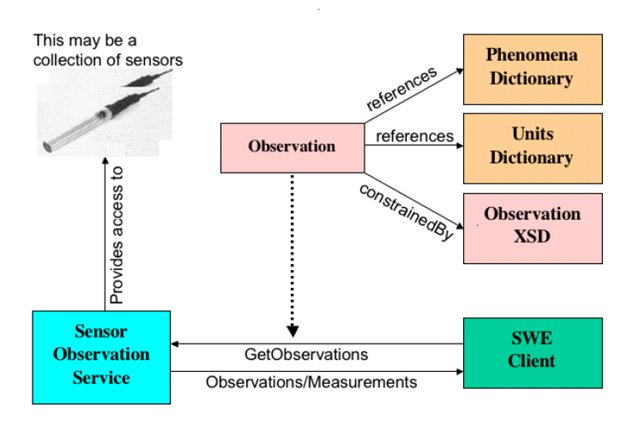 This may be a
collection of sensors
Phenomena
Dictionary
references
Observation
references
Units
Dictionary
constrainedBy
Observation
XSD
Provides access to
Sensor
Observation
Service
GetObservations
Observations/Measurements
SWE
Client